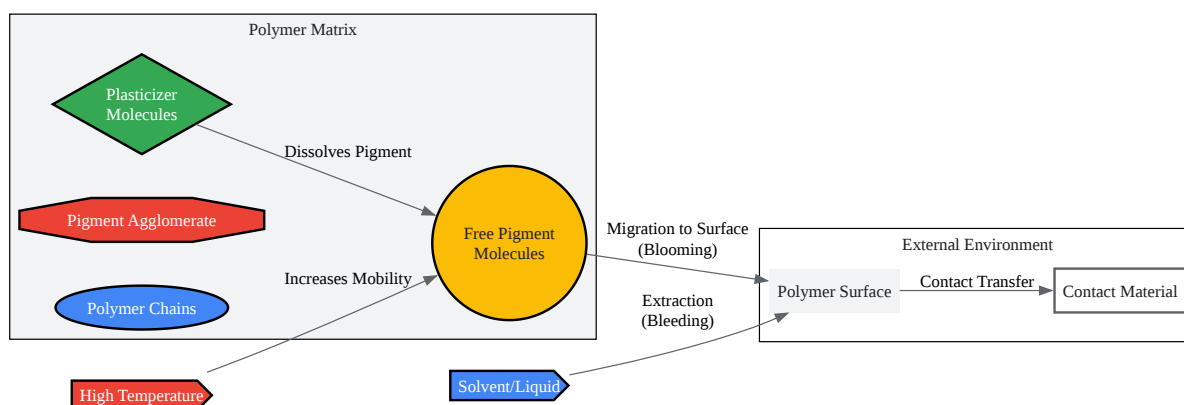 Polymer Matrix
Plasticizer
Molecules
Dissolves Pigment
Pigment Agglomerate
Free Pigment
Molecules
Increases Mobility
Polymer Chains
High Temperature
Migration to Surface
(Blooming)
Extraction
(Bleeding)
Solvent/Liquid
External Environment
Polymer Surface
Contact Transfer
Contact Material